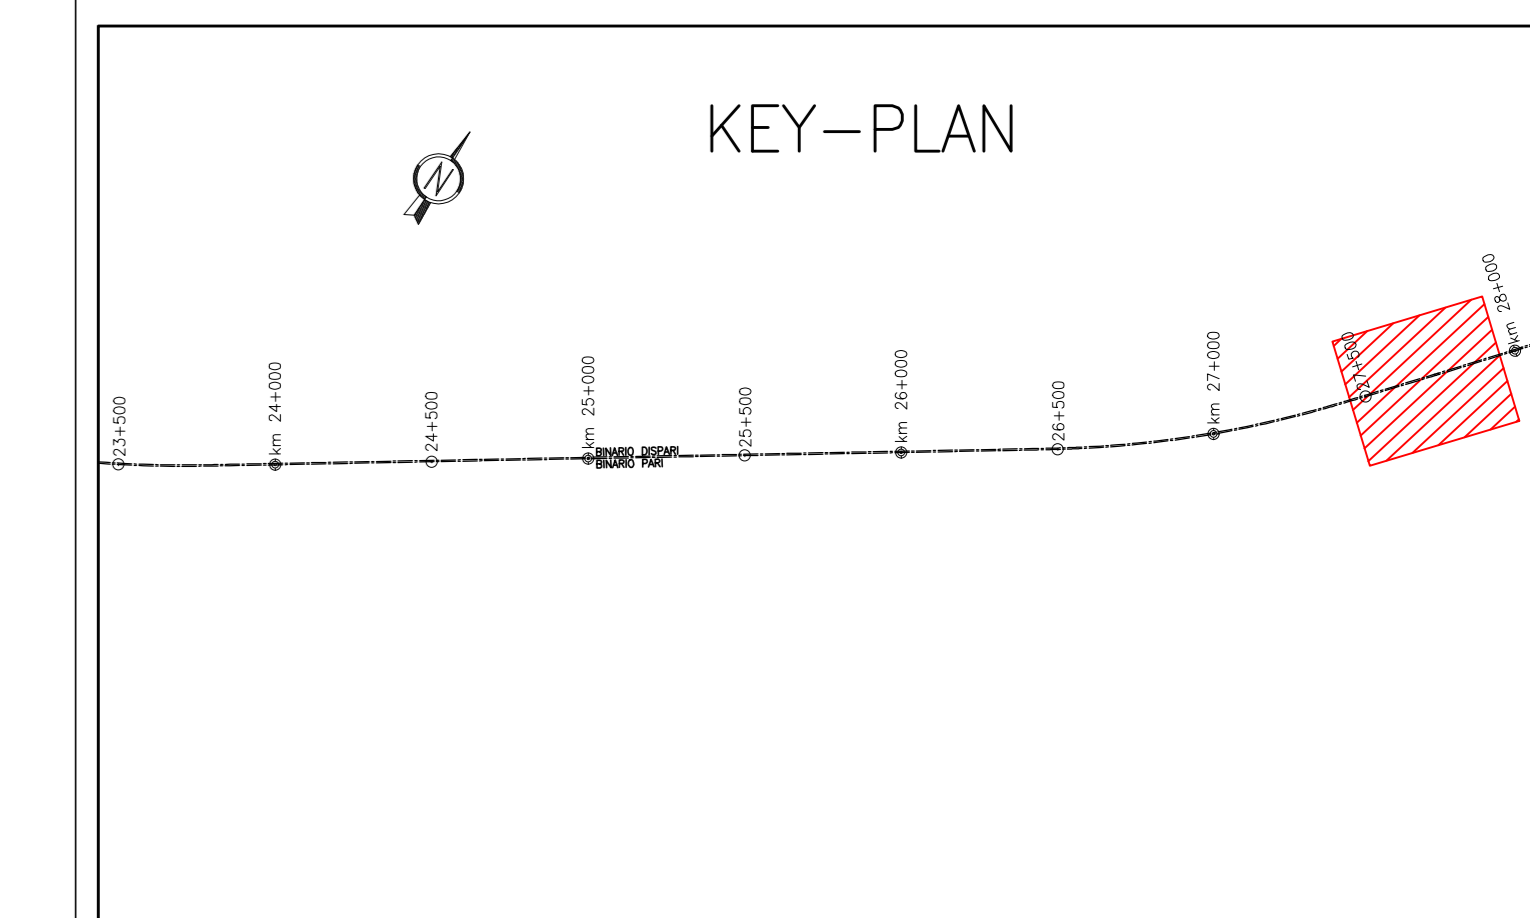 KEY-PLAN
N
23+500
km 24+000
24+500
km 25+000
BINARIO DISPARI
BINARIO PARI
25+500
km 26+000
26+500
km 27+000
27+500
km 28+000